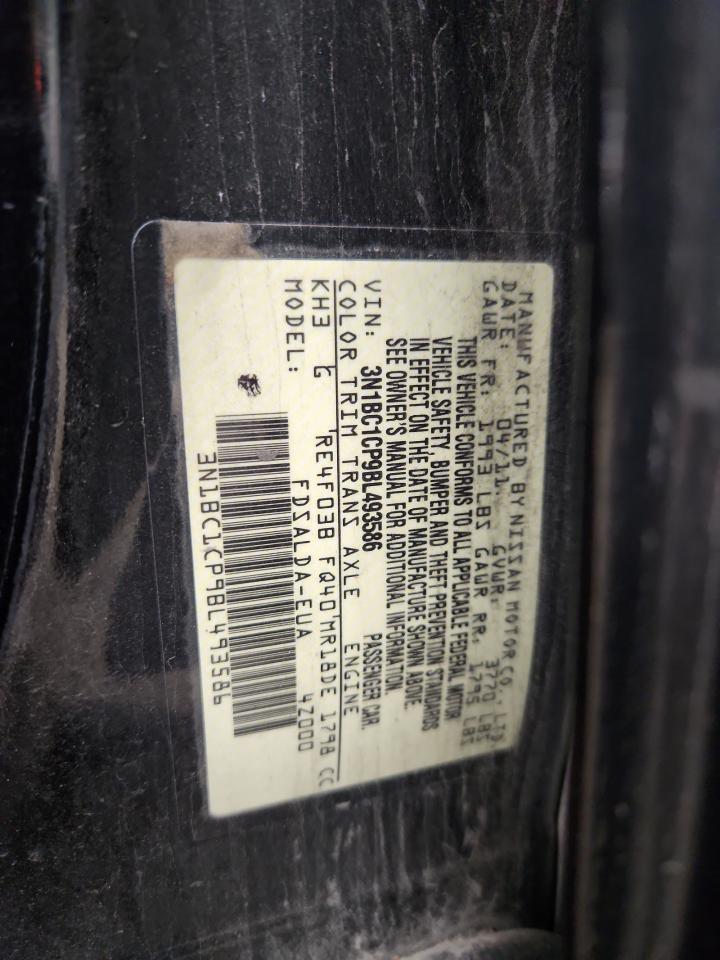 MANUFACTURED BY NISSAN MOTOR CO., LTD.
DATE: 04/11 GVWR: 3770 LBS
GAWR FR: 1993 LBS GAWR RR: 1795 LBS
THIS VEHICLE CONFORMS TO ALL APPLICABLE FEDERAL MOTOR
VEHICLE SAFETY, BUMPER AND THEFT PREVENTION STANDARDS
IN EFFECT ON THE DATE OF MANUFACTURE SHOWN ABOVE.
SEE OWNER'S MANUAL FOR ADDITIONAL INFORMATION.
VIN: 3N1BC1CP9BL493586 PASSENGER CAR.
COLOR TRIM TRANS AXLE ENGINE
KH3 G RE4F03B FQ40 MR18DE 1798 CC
MODEL: FDSALDA-EUA 4Z000
3N1BC1CP9BL493586